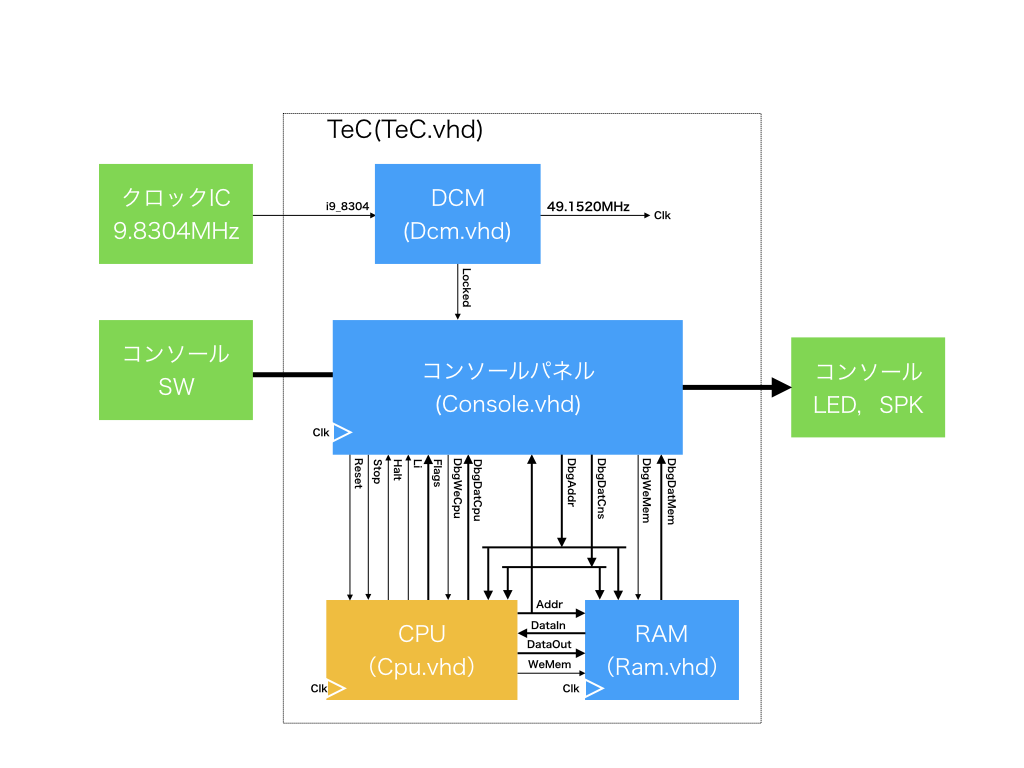 TeC(TeC.vhd)
クロックIC
9.8304MHz
i9_8304
DCM
(Dcm.vhd)
49.1520MHz
Clk
Locked
コンソール
SW
コンソールパネル
(Console.vhd)
Clk
コンソール
LED，SPK
Reset
Stop
Halt
Li
Flags
DbgWeCpu
DbgDatCpu
DbgAddr
DbgDatCns
DbgWeMem
DbgDatMem
CPU
（Cpu.vhd）
Clk
Addr
DataIn
DataOut
WeMem
Clk
RAM
（Ram.vhd）